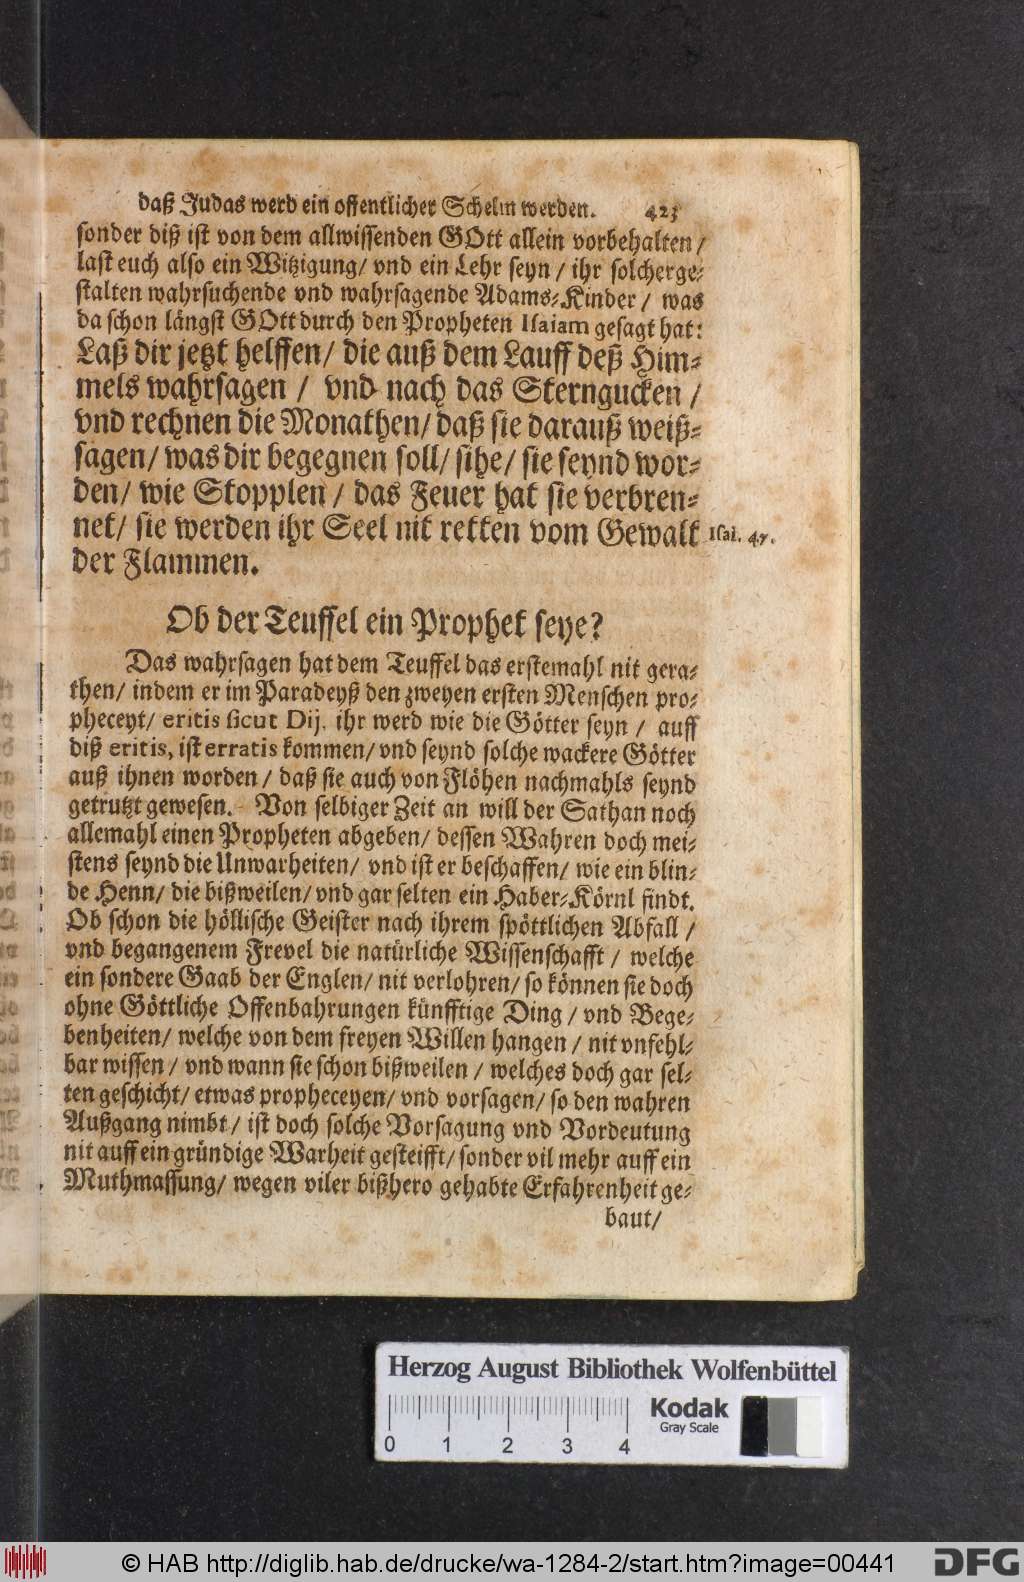 daß Judas werd ein offentlicher Schelm werden. 423
sonder diß ist von dem allwissenden GOtt allein vorbehalten /
last euch also ein Witzigung / vnd ein Lehr seyn / ihr solcherge-
stalten wahrsuchende vnd wahrsagende Adams-Kinder / was
da schon längst GOtt durch den Propheten Isaiam gesagt hat:
Laß dir jetzt helffen / die auß dem Lauff deß Him-
mels wahrsagen / vnd nach das Sterngucken /
vnd rechnen die Monathen / daß sie darauß weiß-
sagen / was dir begegnen soll / sihe / sie seynd wor-
den / wie Stopplen / das Feuer hat sie verbren-
net / sie werden ihr Seel nit retten vom Gewalt Isai. 47.
der Flammen.
Ob der Teuffel ein Prophet seye?
Das wahrsagen hat dem Teuffel das erstemahl nit gera-
then / indem er im Paradeyß den zweyen ersten Menschen pro-
pheceyt / eritis sicut Dij. ihr werd wie die Götter seyn / auff
diß eritis, ist erratis kommen / vnd seynd solche wackere Götter
auß ihnen worden / daß sie auch von Flöhen nachmahls seynd
getrutzt gewesen. Von selbiger Zeit an will der Sathan noch
allemahl einen Propheten abgeben / dessen Wahren doch mei-
stens seynd die Unwarheiten / vnd ist er beschaffen / wie ein blin-
de Henn / die bißweilen / vnd gar selten ein Haber-Körnl findt.
Ob schon die höllische Geister nach ihrem spöttlichen Abfall /
vnd begangenem Frevel die natürliche Wissenschafft / welche
ein sondere Gaab der Englen / nit verlohren / so können sie doch
ohne Göttliche Offenbahrungen künfftige Ding / vnd Bege-
benheiten / welche von dem freyen Willen hangen / nit vnfehl-
bar wissen / vnd wann sie schon bißweilen / welches doch gar sel-
ten geschicht / etwas propheceyen / vnd vorsagen / so den wahren
Außgang nimbt / ist doch solche Vorsagung vnd Vordeutung
nit auff ein gründige Warheit gesteifft / sonder vil mehr auff ein
Muthmassung / wegen viler bißhero gehabte Erfahrenheit ge-
baut /
Herzog August Bibliothek Wolfenbüttel
Kodak
Gray Scale
0 1 2 3 4
© HAB http://diglib.hab.de/drucke/wa-1284-2/start.htm?image=00441
DFG